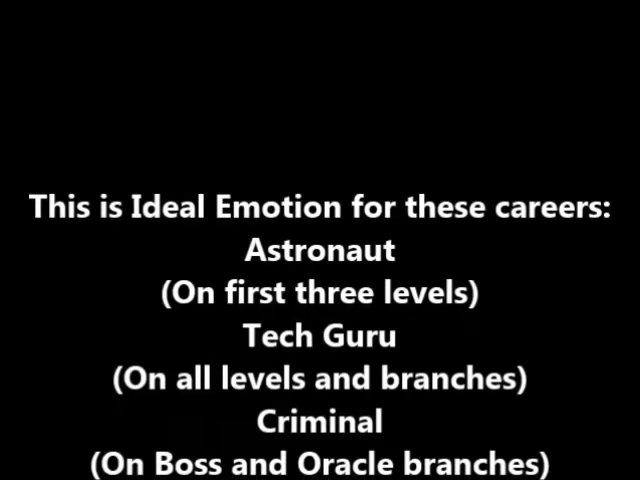 This is Ideal Emotion for these careers:
Astronaut
(On first three levels)
Tech Guru
(On all levels and branches)
Criminal
(On Boss and Oracle branches)